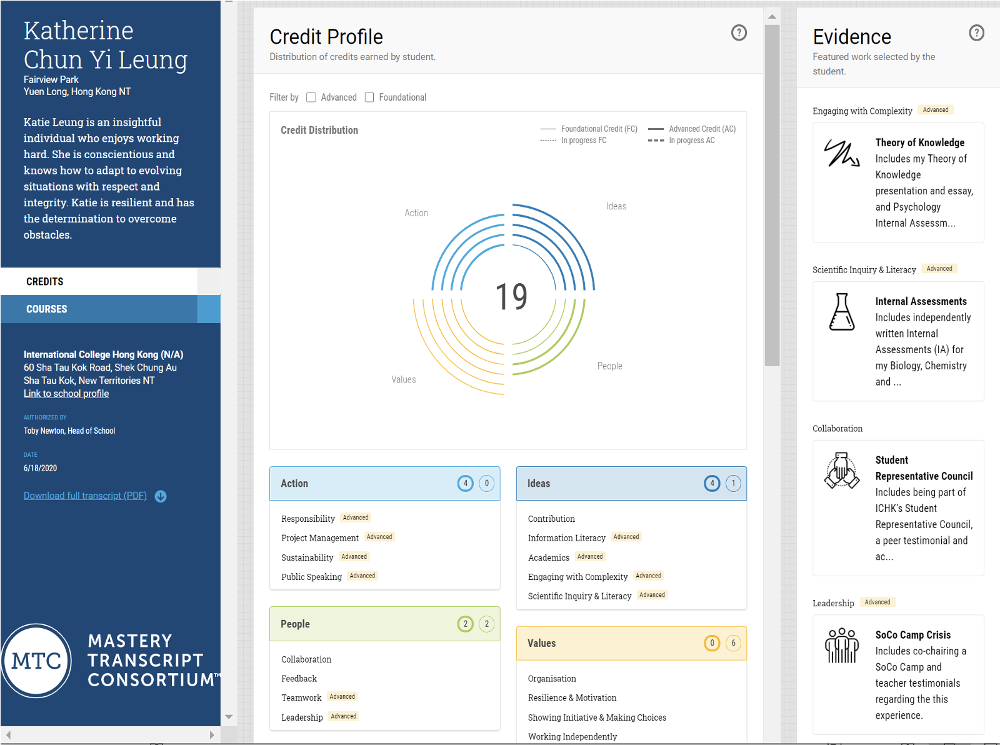 Katherine
Chun Yi Leung
Fairview Park
Yuen Long, Hong Kong NT
Katie Leung is an insightful
individual who enjoys working
hard. She is conscientious and
knows how to adapt to evolving
situations with respect and
integrity. Katie is resilient and has
the determination to overcome
obstacles.
CREDITS
COURSES
International College Hong Kong (N/A)
60 Sha Tau Kok Road, Shek Chung Au
Sha Tau Kok, New Territories NT
Link to school profile
AUTHORIZED BY
Toby Newton, Head of School
DATE
6/18/2020
Download full transcript (PDF)
MTC
MASTERY
TRANSCRIPT
CONSORTIUM™
Credit Profile
?
Distribution of credits earned by student.
Filter by Advanced Foundational
Credit Distribution
Foundational Credit (FC) Advanced Credit (AC)
In progress FC In progress AC
Action
Ideas
19
People
Values
Action 4 0
Responsibility Advanced
Project Management Advanced
Sustainability Advanced
Public Speaking Advanced
People 2 2
Collaboration
Feedback
Teamwork Advanced
Leadership Advanced
Ideas 4 1
Contribution
Information Literacy Advanced
Academics Advanced
Engaging with Complexity Advanced
Scientific Inquiry & Literacy Advanced
Values 0 6
Organisation
Resilience & Motivation
Showing Initiative & Making Choices
Working Independently
Evidence
?
Featured work selected by the
student.
Engaging with Complexity Advanced
Theory of Knowledge
Includes my Theory of
Knowledge
presentation and essay,
and Psychology
Internal Assessm...
Scientific Inquiry & Literacy Advanced
Internal Assessments
Includes independently
written Internal
Assessments (IA) for
my Biology, Chemistry
and ...
Collaboration
Student
Representative Council
Includes being part of
ICHK's Student
Representative Council,
a peer testimonial and
ac...
Leadership Advanced
SoCo Camp Crisis
Includes co-chairing a
SoCo Camp and
teacher testimonials
regarding the this
experience.